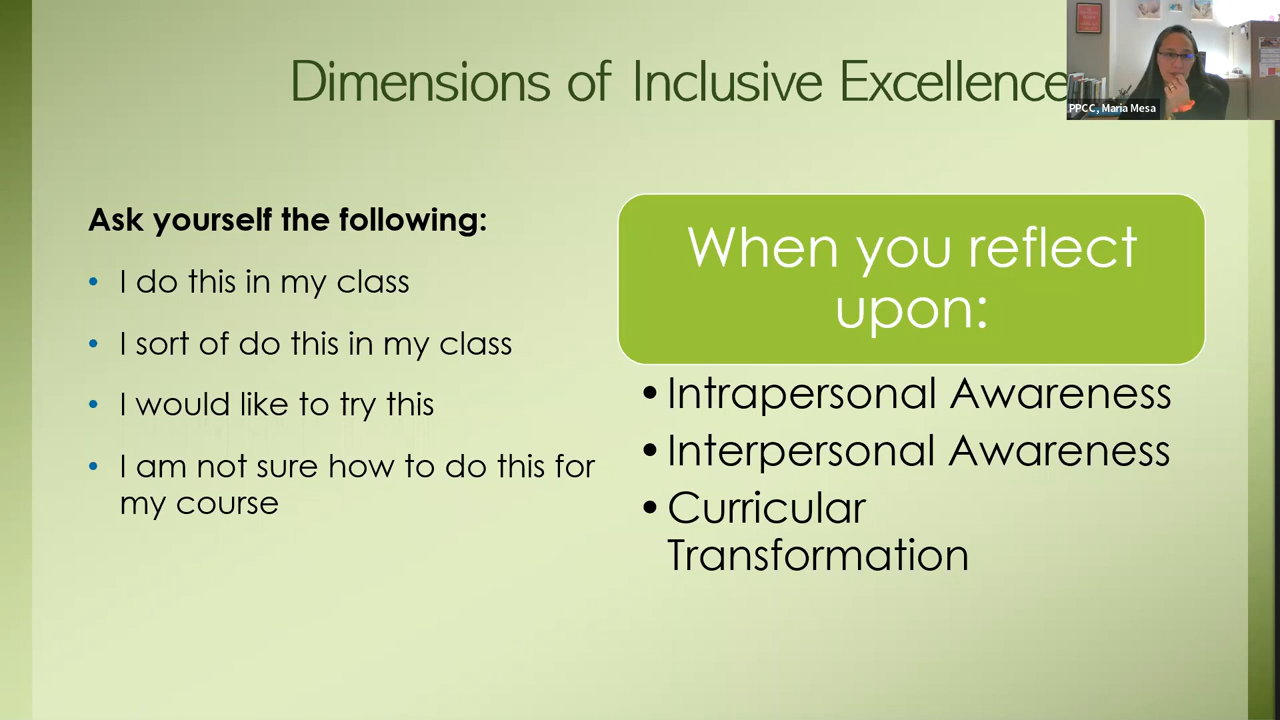 Dimensions of Inclusive Excellence
PPCC, Maria Mesa
Ask yourself the following:
• I do this in my class
• I sort of do this in my class
• I would like to try this
• I am not sure how to do this for
my course
When you reflect
upon:
• Intrapersonal Awareness
• Interpersonal Awareness
• Curricular
Transformation